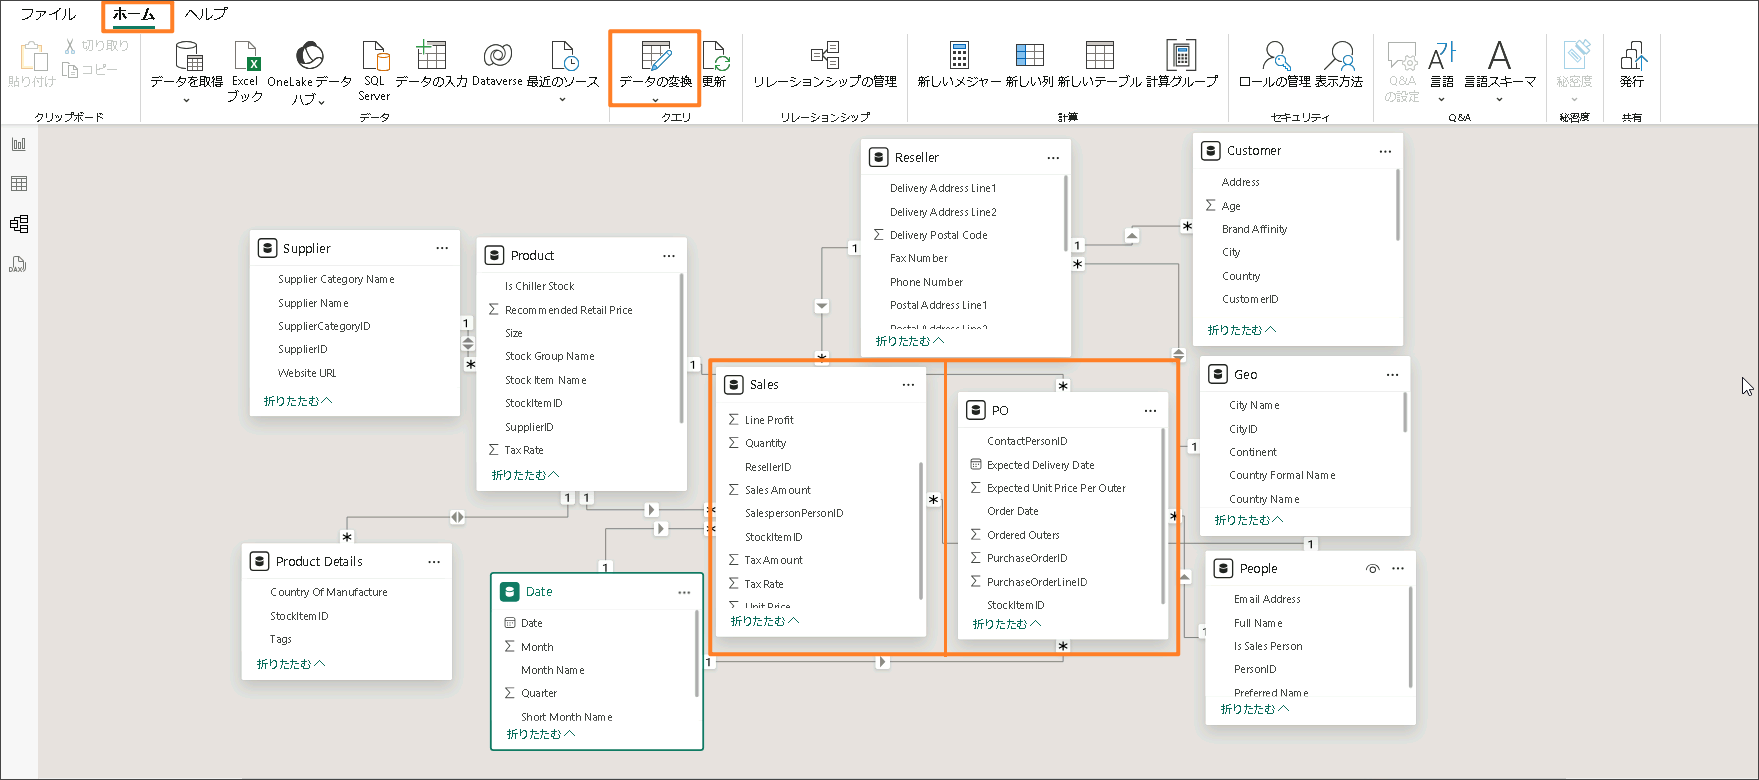 ファイル
ホーム
ヘルプ
貼り付け
切り取り
コピー
クリップボード
データを取得
Excel
ブック
OneLake データ
ハブ
SQL
Server
データの入力
Dataverse
最近のソース
データ
データの変換
更新
クエリ
リレーションシップの管理
リレーションシップ
新しいメジャー
新しい列
新しいテーブル
計算グループ
計算
ロールの管理
表示方法
セキュリティ
Q&A
の設定
言語
言語スキーマ
Q&A
秘密度
秘密度
発行
共有
Supplier
Supplier Category Name
Supplier Name
SupplierCategoryID
SupplierID
Website URL
折りたたむ
Product
Is Chiller Stock
Recommended Retail Price
Size
Stock Group Name
Stock Item Name
StockItemID
SupplierID
Tax Rate
折りたたむ
Reseller
Delivery Address Line1
Delivery Address Line2
Delivery Postal Code
Fax Number
Phone Number
Postal Address Line1
Postal Address Line2
折りたたむ
Customer
Address
Age
Brand Affinity
City
Country
CustomerID
折りたたむ
Sales
Line Profit
Quantity
ResellerID
Sales Amount
SalespersonPersonID
StockItemID
Tax Amount
Tax Rate
Unit Price
折りたたむ
PO
ContactPersonID
Expected Delivery Date
Expected Unit Price Per Outer
Order Date
Ordered Outers
PurchaseOrderID
PurchaseOrderLineID
StockItemID
折りたたむ
Geo
City Name
CityID
Continent
Country Formal Name
Country Name
折りたたむ
Product Details
Country Of Manufacture
StockItemID
Tags
折りたたむ
Date
Date
Month
Month Name
Quarter
Short Month Name
折りたたむ
People
Email Address
Full Name
Is Sales Person
PersonID
Preferred Name
折りたたむ